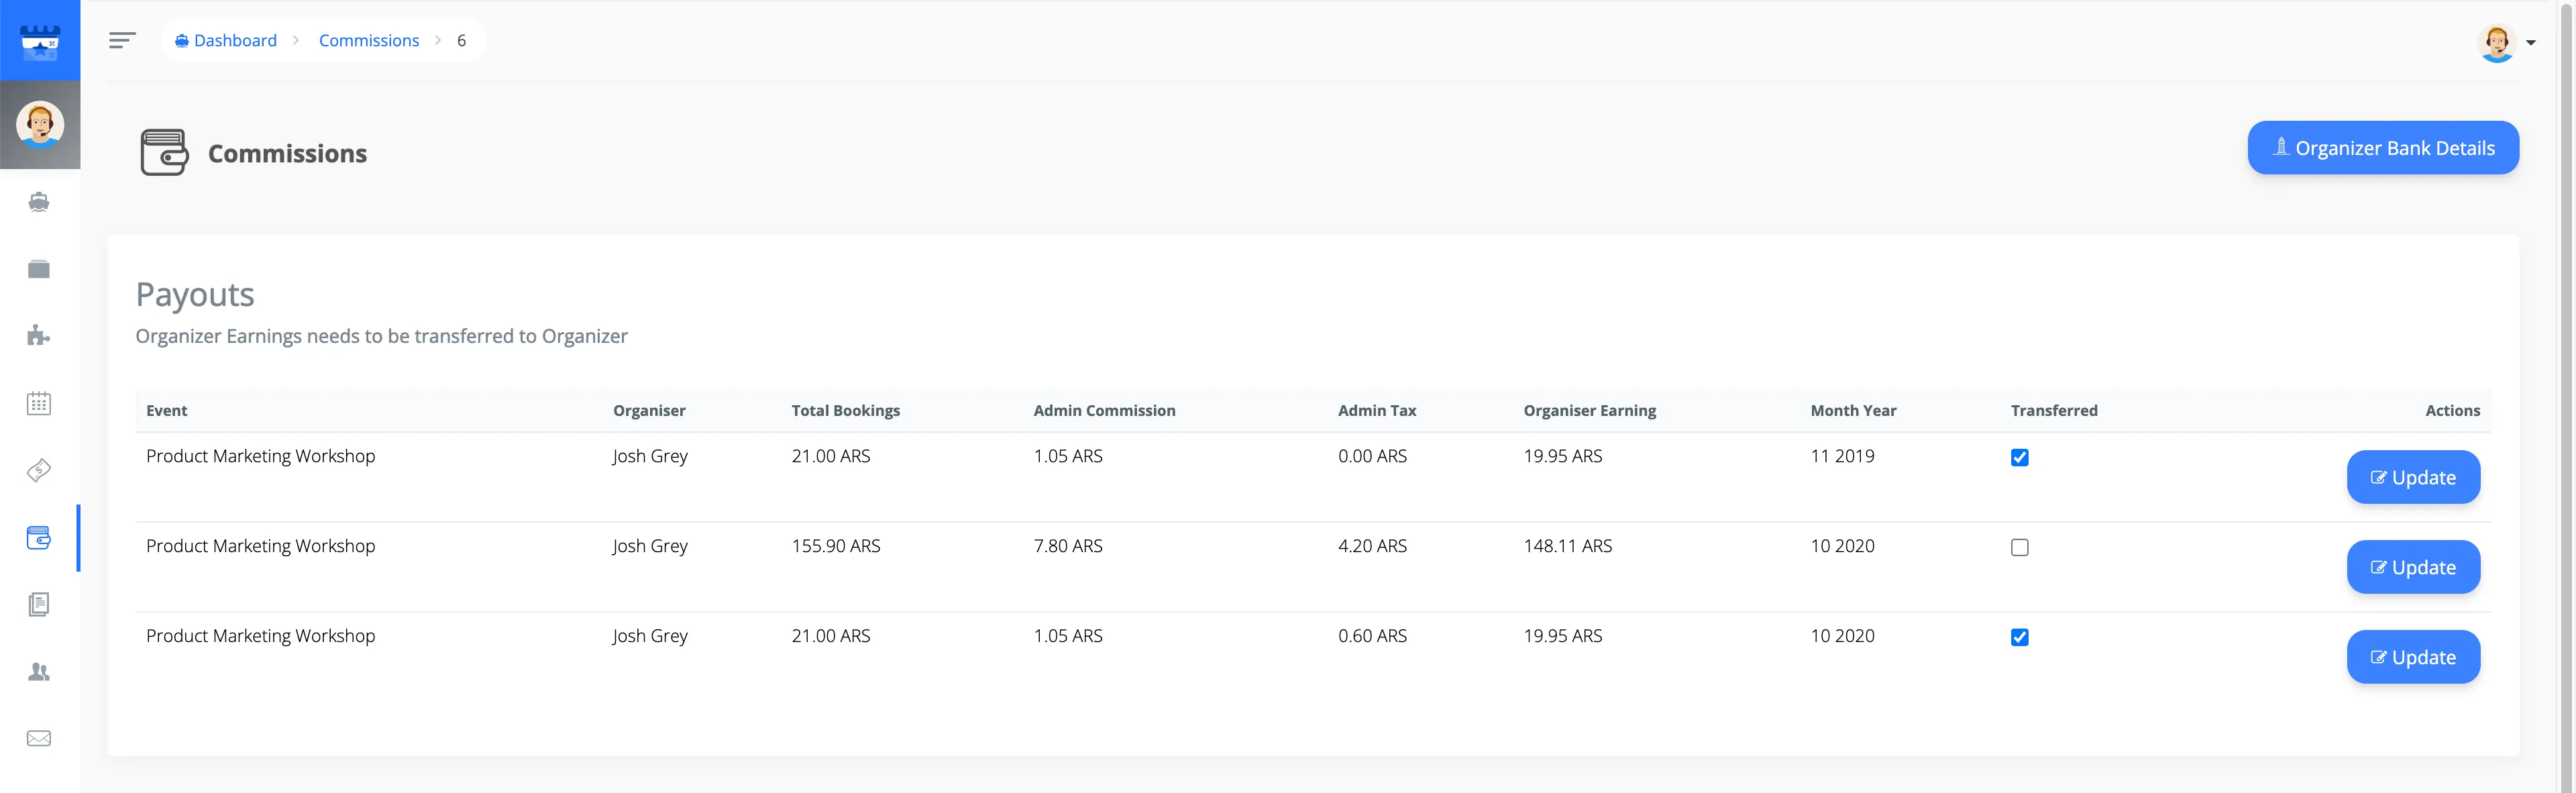 Dashboard > Commissions > 6
Commissions
Organizer Bank Details
Payouts
Organizer Earnings needs to be transferred to Organizer
Event Organiser Total Bookings Admin Commission Admin Tax Organiser Earning Month Year Transferred Actions
Product Marketing Workshop Josh Grey 21.00 ARS 1.05 ARS 0.00 ARS 19.95 ARS 11 2019 Update
Product Marketing Workshop Josh Grey 155.90 ARS 7.80 ARS 4.20 ARS 148.11 ARS 10 2020 Update
Product Marketing Workshop Josh Grey 21.00 ARS 1.05 ARS 0.60 ARS 19.95 ARS 10 2020 Update